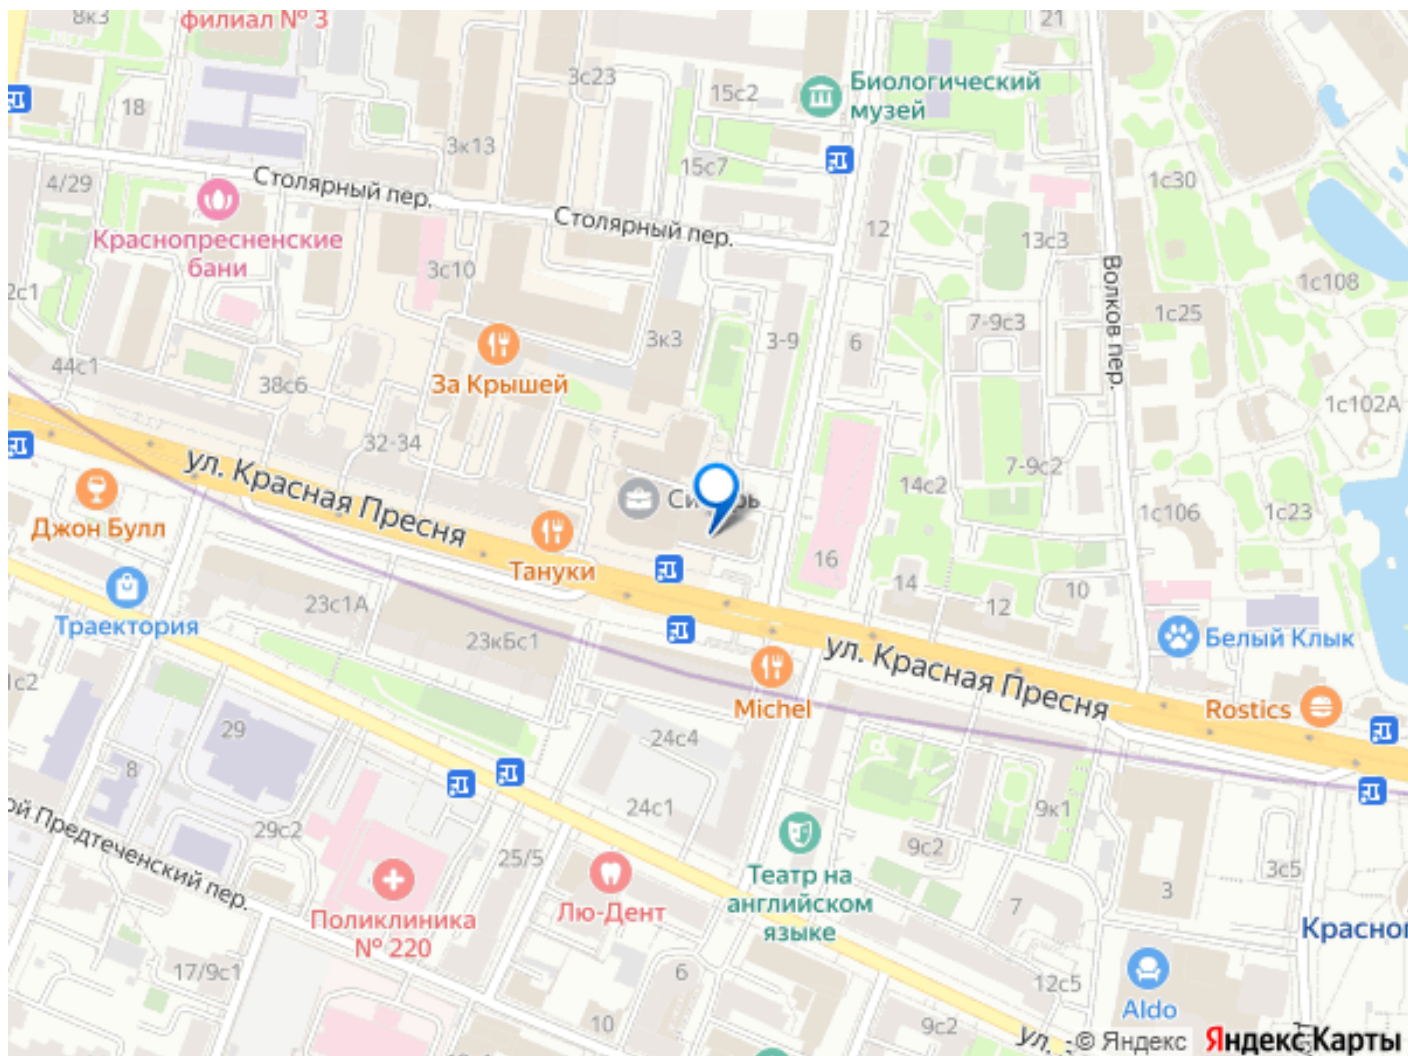 8к3
филиал № 3
21
3с23
15с2
Биологический
музей
18
3к13
15с7
4/29
Столярный пер.
1с30
Столярный пер.
12
13с3
Краснопресненские
бани
3с10
2с1
Волков пер.
1с108
1с25
7-9с3
3к3
3-9
6
44с1
За Крышей
38с6
1с102А
32-34
7-9с2
ул. Красная Пресня
14с2
1с106
1с23
Джон Булл
Тануки
16
14
10
12
Траектория
23с1А
23кБс1
Белый Клык
ул. Красная Пресня
1с2
Michel
Rostics
29
24с4
8
24с1
9к1
29с2
ой Предтеченский пер.
25/5
9с2
3с5
Театр на
английском
языке
3
7
Поликлиника
№ 220
Лю-Дент
Красноп
17/9с1
6
12с5
Aldo
10
9с2
ул.
© Яндекс
Яндекс Карты